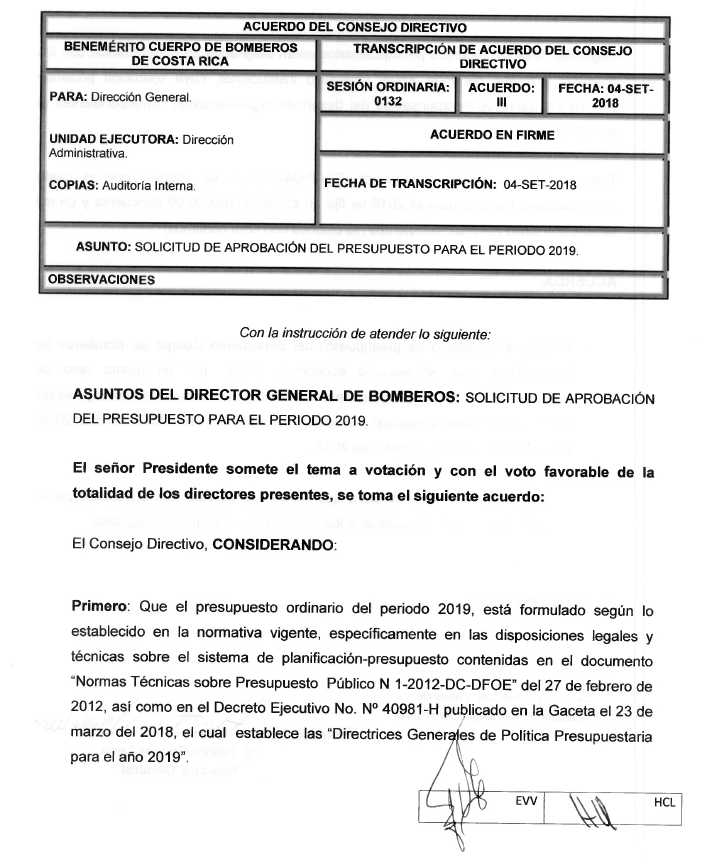 ACUERDO DEL CONSEJO DIRECTIVO
BENEMÉRITO CUERPO DE BOMBEROS
DE COSTA RICA
TRANSCRIPCIÓN DE ACUERDO DEL CONSEJO
DIRECTIVO
PARA: Dirección General.
SESIÓN ORDINARIA:
0132
ACUERDO:
III
FECHA: 04-SET-
2018
UNIDAD EJECUTORA: Dirección
Administrativa.
ACUERDO EN FIRME
COPIAS: Auditoría Interna.
FECHA DE TRANSCRIPCIÓN: 04-SET-2018
ASUNTO: SOLICITUD DE APROBACIÓN DEL PRESUPUESTO PARA EL PERIODO 2019.
OBSERVACIONES
Con la instrucción de atender lo siguiente:
ASUNTOS DEL DIRECTOR GENERAL DE BOMBEROS: SOLICITUD DE APROBACIÓN
DEL PRESUPUESTO PARA EL PERIODO 2019.
El señor Presidente somete el tema a votación y con el voto favorable de la
totalidad de los directores presentes, se toma el siguiente acuerdo:
El Consejo Directivo, CONSIDERANDO:
Primero: Que el presupuesto ordinario del periodo 2019, está formulado según lo
establecido en la normativa vigente, específicamente en las disposiciones legales y
técnicas sobre el sistema de planificación-presupuesto contenidas en el documento
“Normas Técnicas sobre Presupuesto Público N 1-2012-DC-DFOE” del 27 de febrero de
2012, así como en el Decreto Ejecutivo No. Nº 40981-H publicado en la Gaceta el 23 de
marzo del 2018, el cual establece las “Directrices Generales de Política Presupuestaria
para el año 2019”.
EVV
HCL